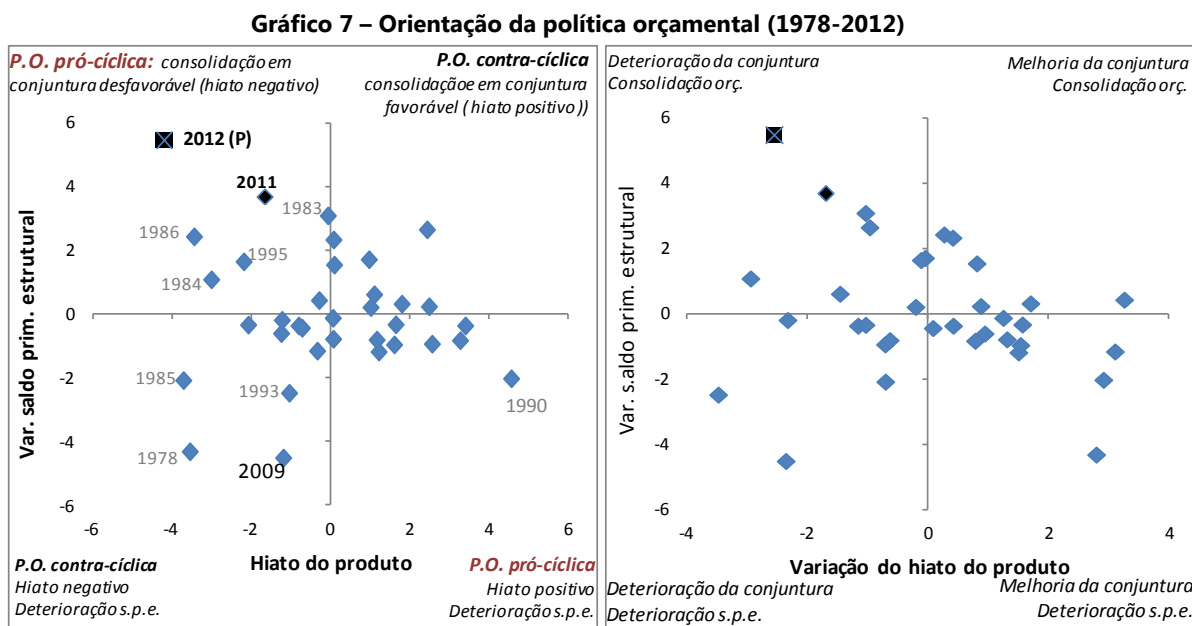 Gráfico 7 – Orientação da política orçamental (1978-2012)
P.O. pró-cíclica: consolidação em
conjuntura desfavorável (hiato negativo)
P.O. contra-cíclica
consolidaçõe em conjuntura
favorável ( hiato positivo ))
6
4
2
0
-2
-4
-6
Var. saldo prim. estrutural
2012 (P)
2011
1983
1986
1995
1984
1985
1993
1990
1978
2009
-6
-4
-2
0
2
4
6
Hiato do produto
P.O. contra-cíclica
Hiato negativo
Deterioração s.p.e.
P.O. pró-cíclica
Hiato positivo
Deterioração s.p.e.
Deterioração da conjuntura
Consolidação orç.
Melhoria da conjuntura
Consolidação orç.
6
4
2
0
-2
-4
-6
Var. s.aldo prim. estrutural
-4
-2
0
2
4
Variação do hiato do produto
Deterioração da conjuntura
Deterioração s.p.e.
Melhoria da conjuntura
Deterioração s.p.e.